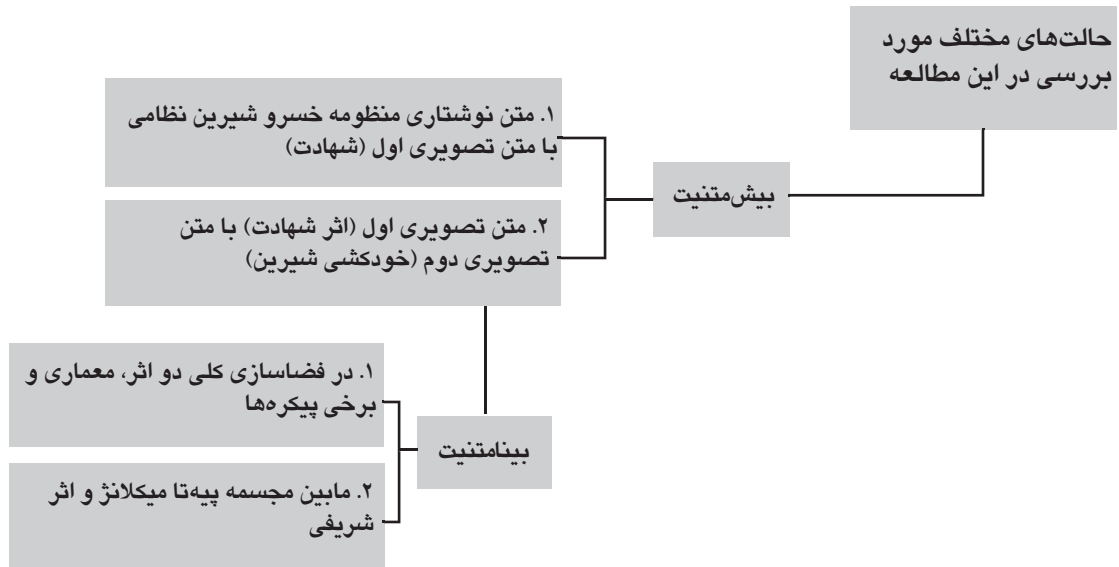 حالت‌های مختلف مورد
بررسی در این مطالعه
بیش‌متنیت
۱. متن نوشتاری منظومه خسرو شیرین نظامی
با متن تصویری اول (شهادت)
۲. متن تصویری اول (اثر شهادت) با متن
تصویری دوم (خودکشی شیرین)
بینامتنیت
۱. در فضاسازی کلی دو اثر، معماری و
برخی پیکره‌ها
۲. مابین مجسمه پیه‌تا میکلانژ و اثر
شریفی